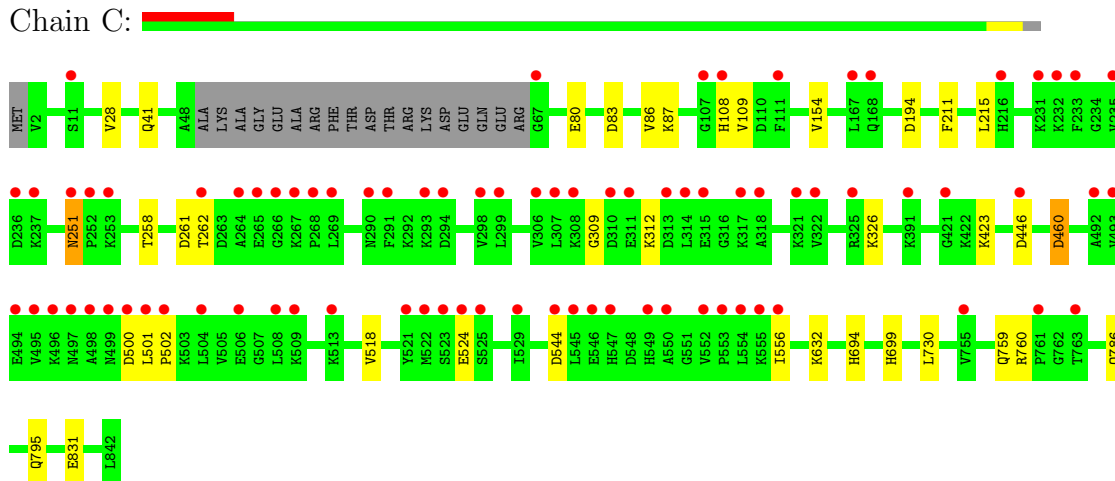 Chain C:
MET V2 S11 V28 Q41 A48 ALA LYS ALA GLY GLU ALA ARG PHE THR ASP THR ARG LYS ASP GLU GLN GLU ARG G67 E80 D83 V86 K87 G107 H108 V109 D110 F111 V154 L167 Q168 D194 F211 L215 H216 K231 K232 F233 G234
D236 K237 N251 P252 K253 T258 D261 T262 D263 A264 E265 G266 K267 P268 L269 N290 F291 K292 K293 D294 V298 L299 V306 L307 K308 G309 D310 E311 K312 D313 L314 E315 G316 K317 A318 K321 V322 R325 K326 K391 G421 K422 K423 D446 D460 A492
E494 V495 K496 N497 A498 N499 D500 L501 P502 K503 L504 V505 E506 G507 L508 K509 K513 V518 Y521 M522 S523 E524 S525 I529 D544 L545 E546 H547 D548 H549 A550 G551 V552 P553 L554 K555 I556 K632 H694 H699 L730 V755 Q759 R760 P761 G762 T763
Q795 E831 L842